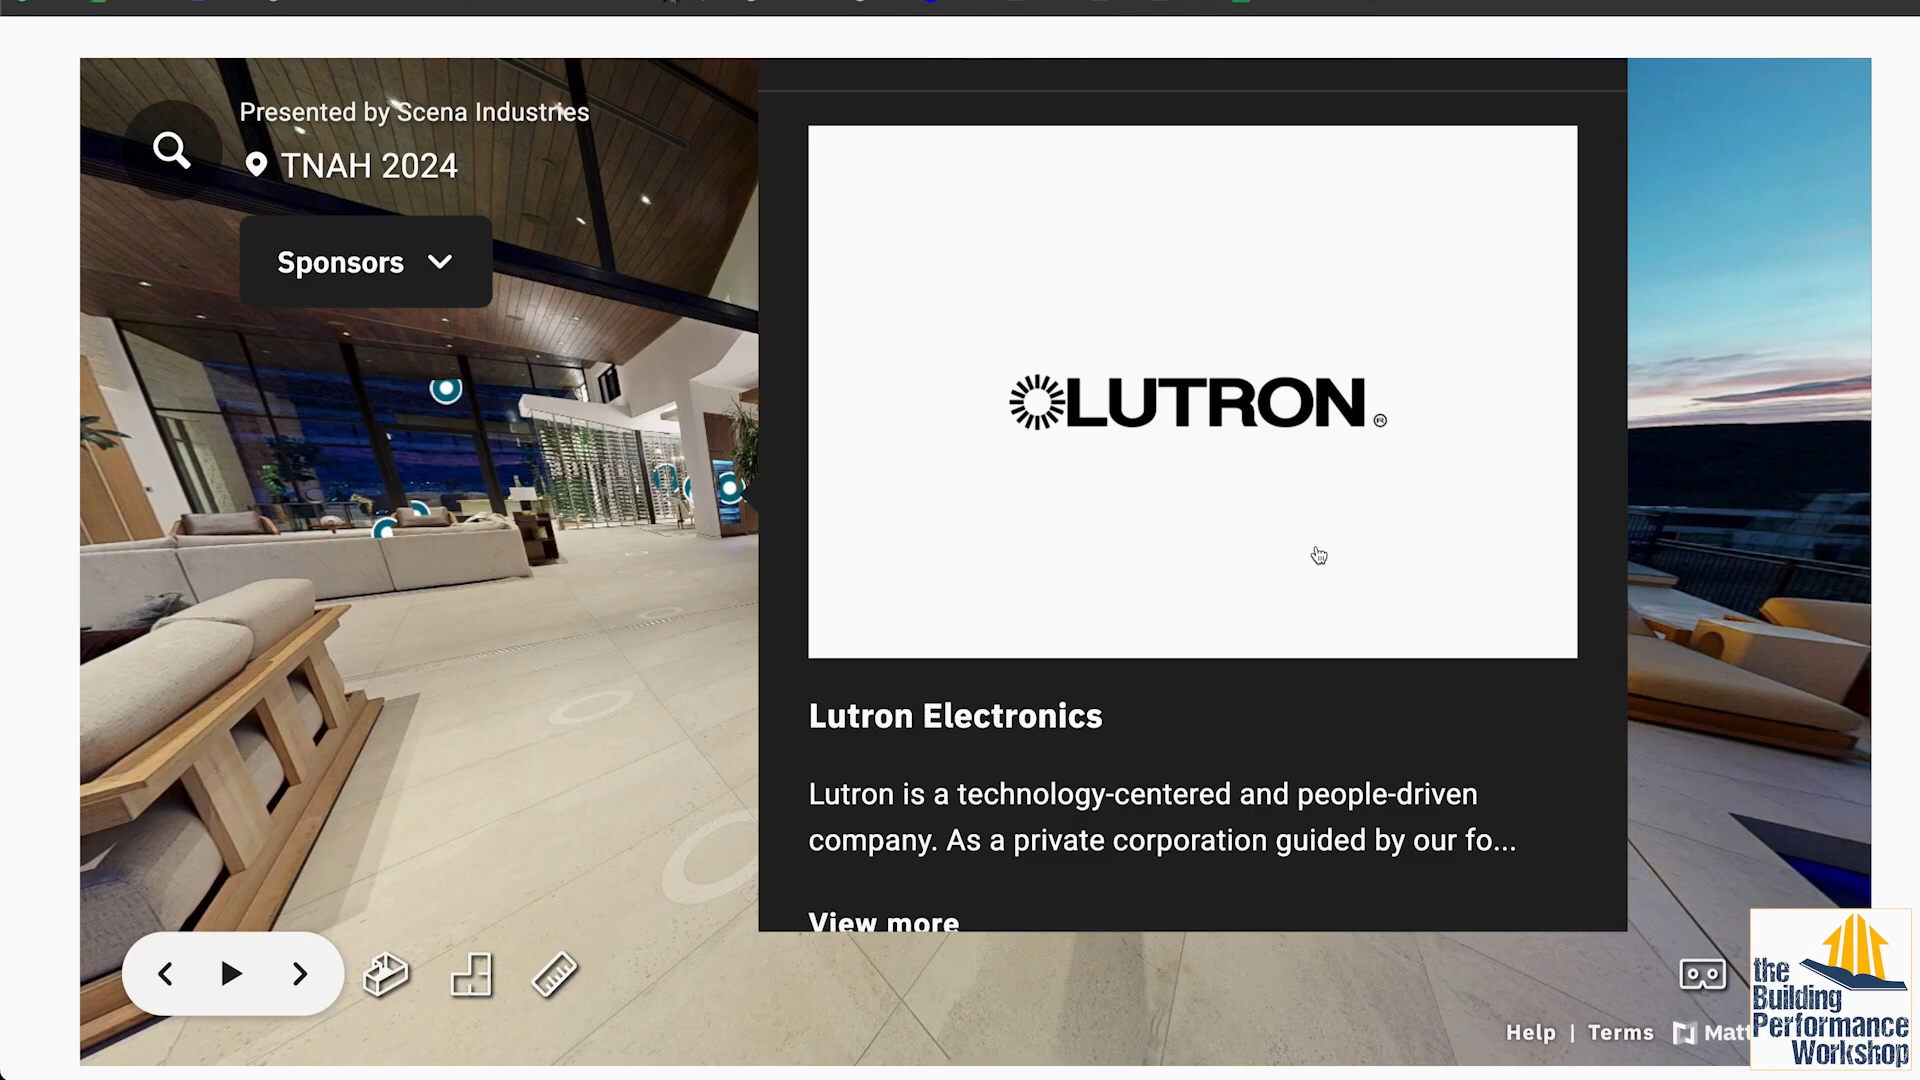 Presented by Scena Industries
TNAH 2024
Sponsors
LUTRON®
Lutron Electronics
Lutron is a technology-centered and people-driven
company. As a private corporation guided by our fo...
View more
Help | Terms
Matt
the
Building
Performance
Workshop